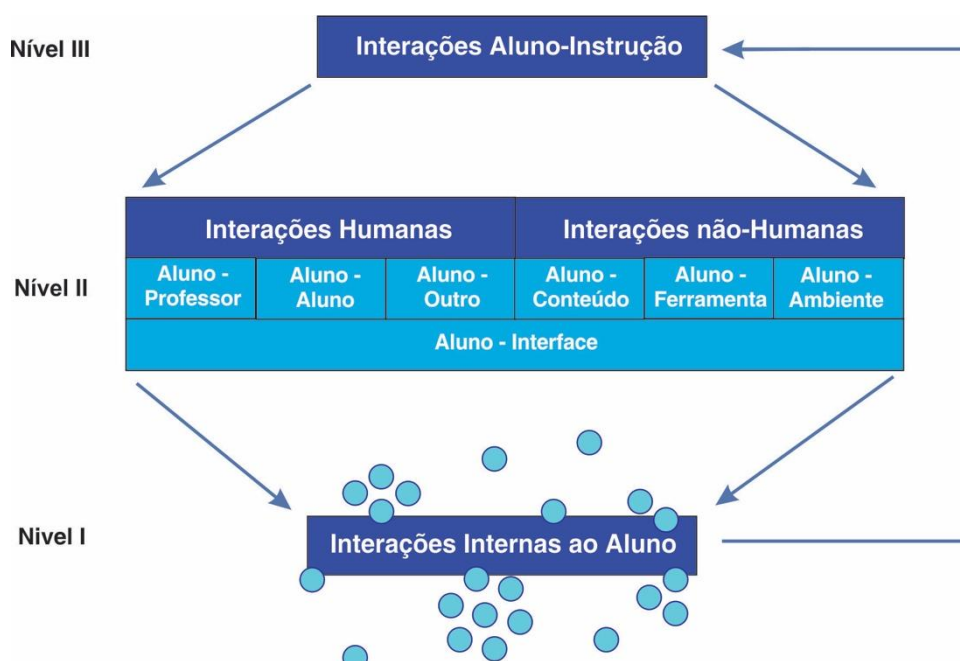 Nível III
Interações Aluno-Instrução
Interações Humanas
Interações não-Humanas
Nível II
Aluno -
Professor
Aluno -
Aluno
Aluno -
Outro
Aluno -
Conteúdo
Aluno -
Ferramenta
Aluno -
Ambiente
Aluno - Interface
Nivel I
Interações Internas ao Aluno